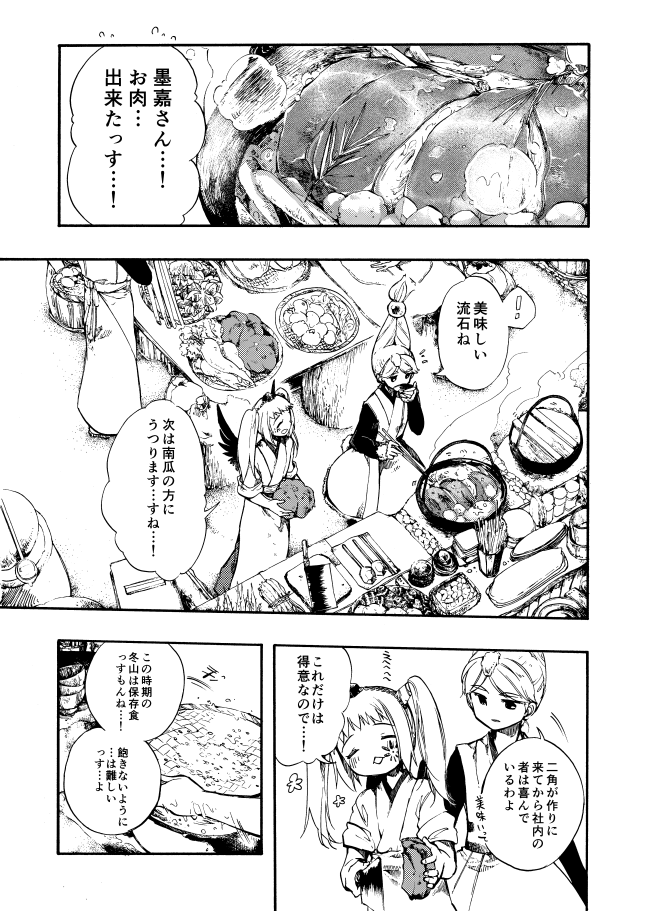 墨嘉さん…！
お肉…
出来たっす…！
！！
美味しい
流石ね
次は南瓜の方に
うつります…すね…！
二角が作りに
来てから社内の
者は喜んで
いるわよ
美味いって
これだけは
得意なので…！
この時期の
冬山は保存食
っすもんね…！
飽きないように
…は難しい
っす…よ